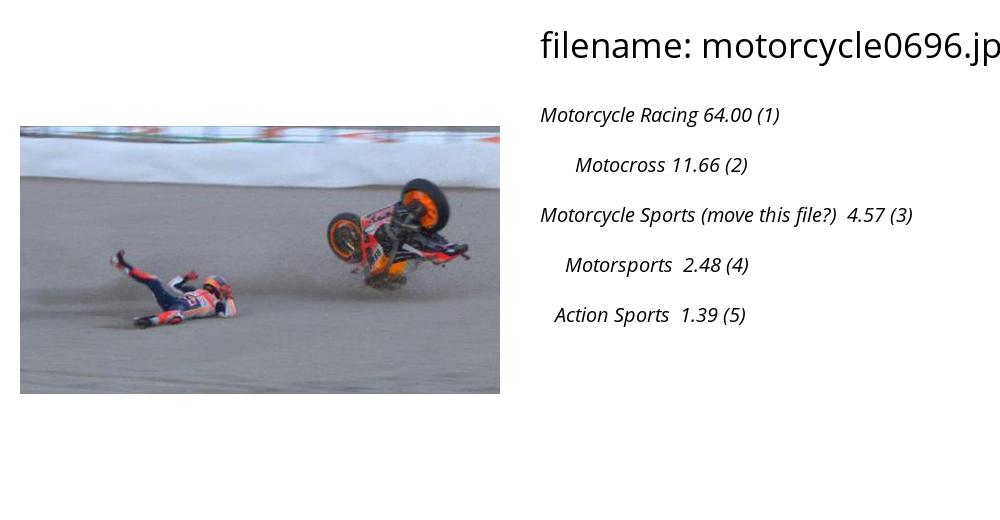 filename: motorcycle0696.jp
Motorcycle Racing 64.00 (1)
Motocross 11.66 (2)
Motorcycle Sports (move this file?) 4.57 (3)
Motorsports 2.48 (4)
Action Sports 1.39 (5)